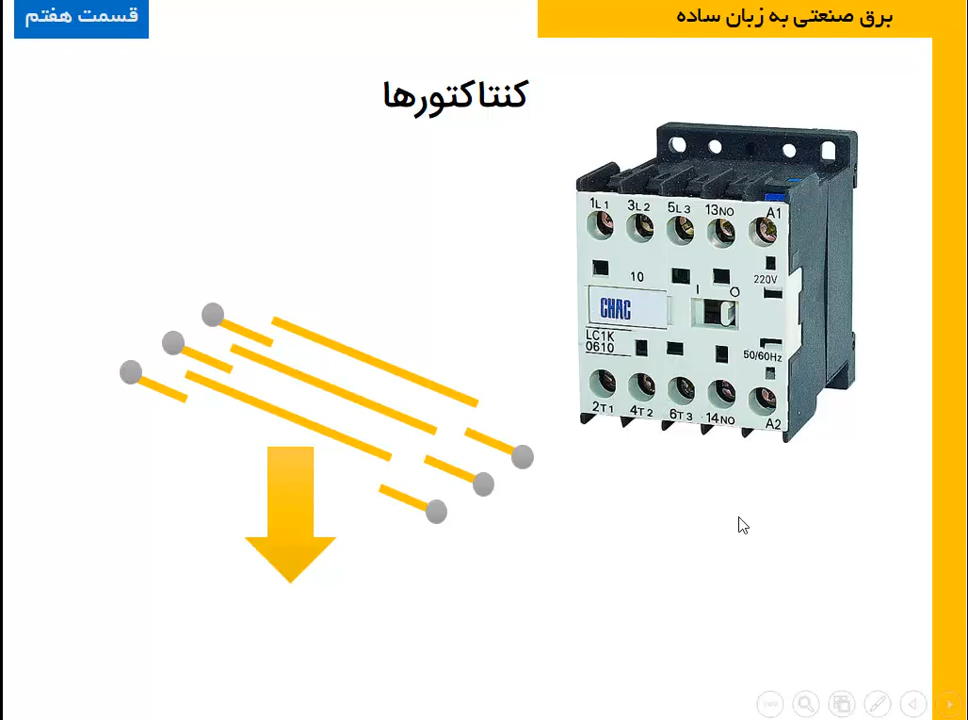 برق صنعتی به زبان ساده
قسمت هفتم
کنتاکتورها
1L1 3L2 5L3 13NO A1
10
220V
I O
CHAC
LC1K
0610
50/60Hz
2T1 4T2 6T3 14NO A2